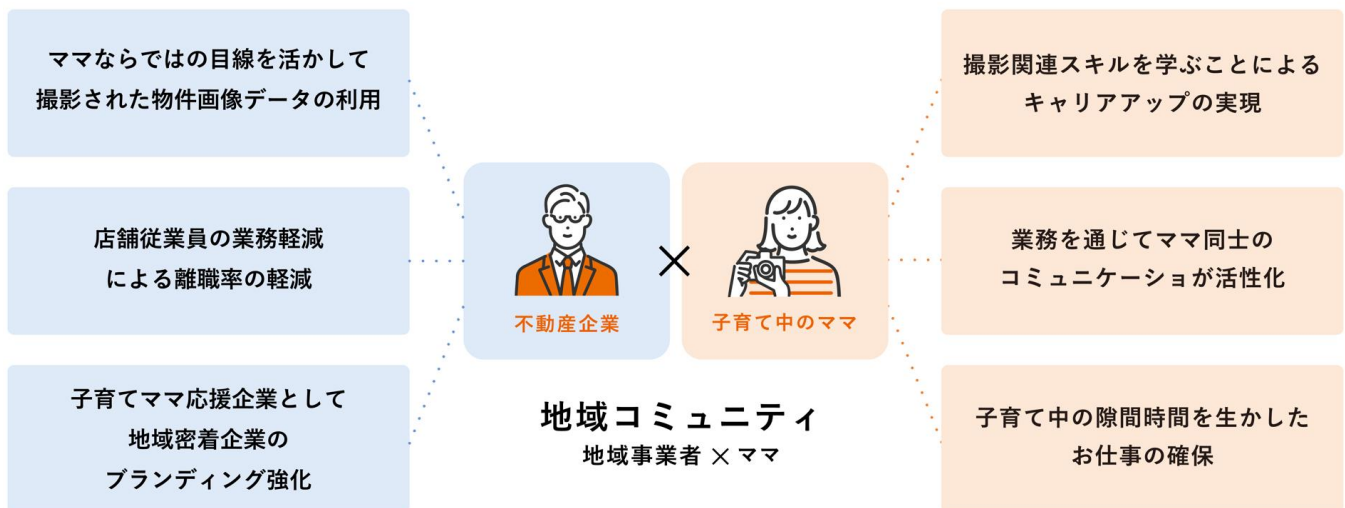 ママならではの目線を活かして
撮影された物件画像データの利用
店舗従業員の業務軽減
による離職率の軽減
子育てママ応援企業として
地域密着企業の
ブランディング強化
不動産企業
×
子育て中のママ
地域コミュニティ
地域事業者 × ママ
撮影関連スキルを学ぶことによる
キャリアアップの実現
業務を通じてママ同士の
コミュニケーショが活性化
子育て中の隙間時間を生かした
お仕事の確保